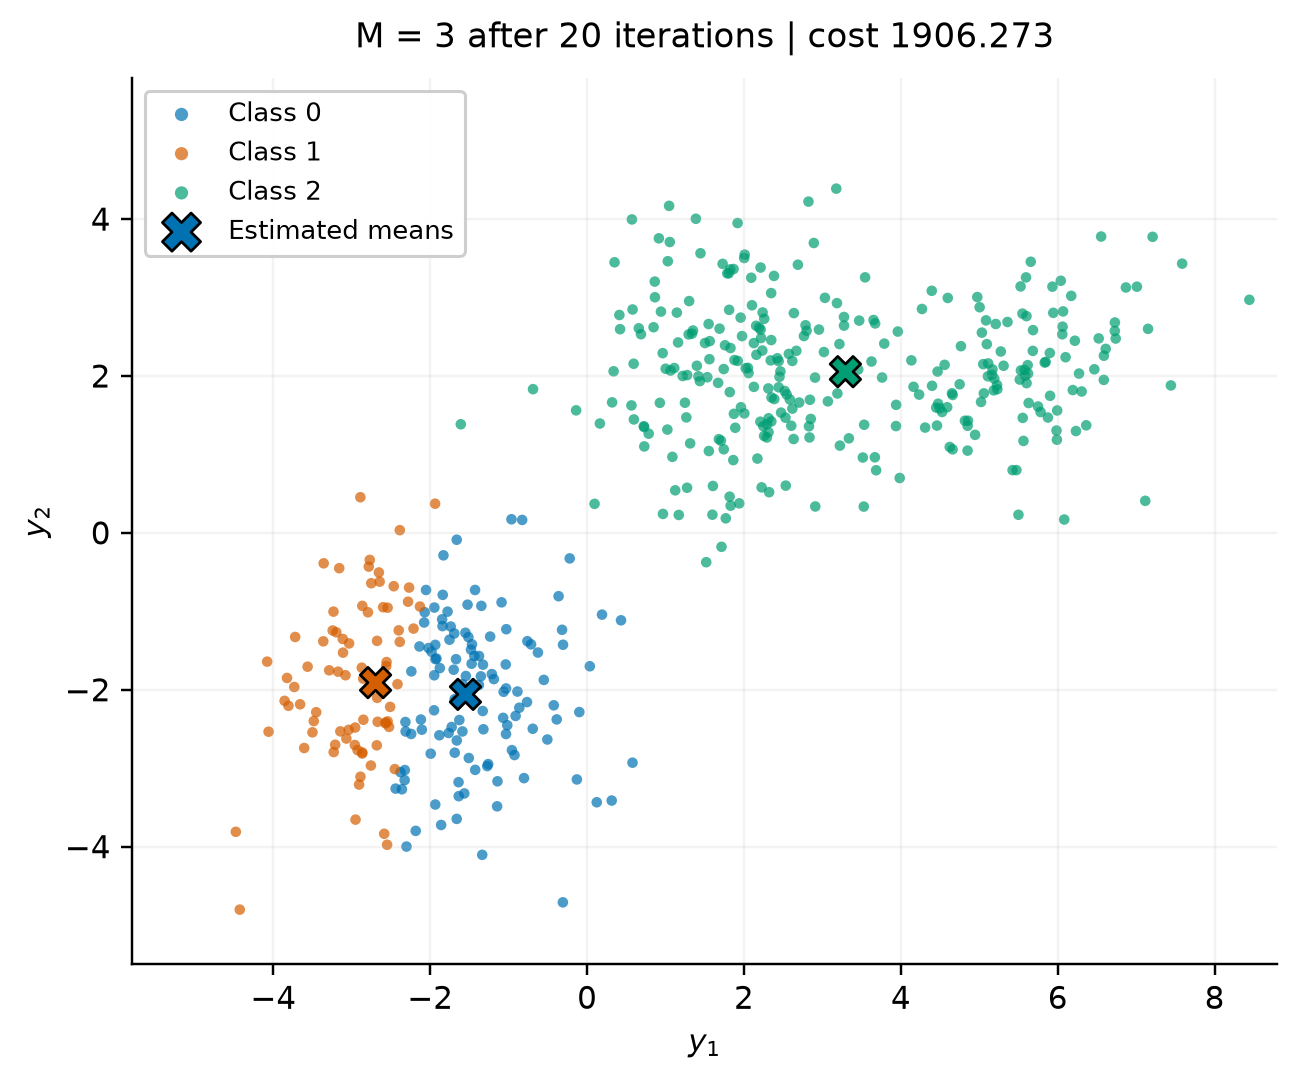 M = 3 after 20 iterations | cost 1906.273
Class 0
Class 1
Class 2
Estimated means
4
2
0
−2
−4
y₂
−4
−2
0
2
4
6
8
y₁